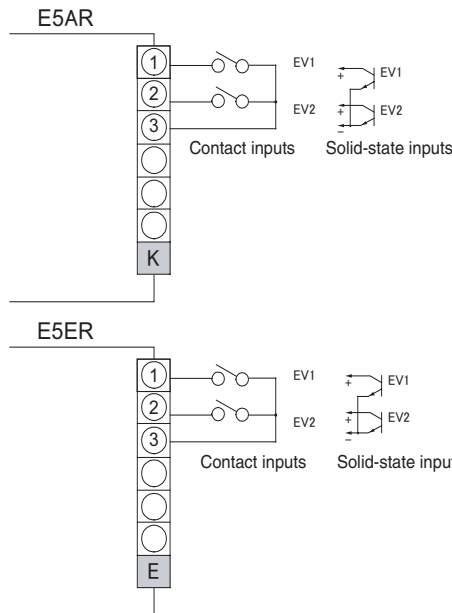 E5AR
1
EV1
+
EV1
2
EV2
+
EV2
3
−
Contact inputs
Solid-state inputs
K
E5ER
1
EV1
+
EV1
2
EV2
+
EV2
3
−
Contact inputs
Solid-state input
E